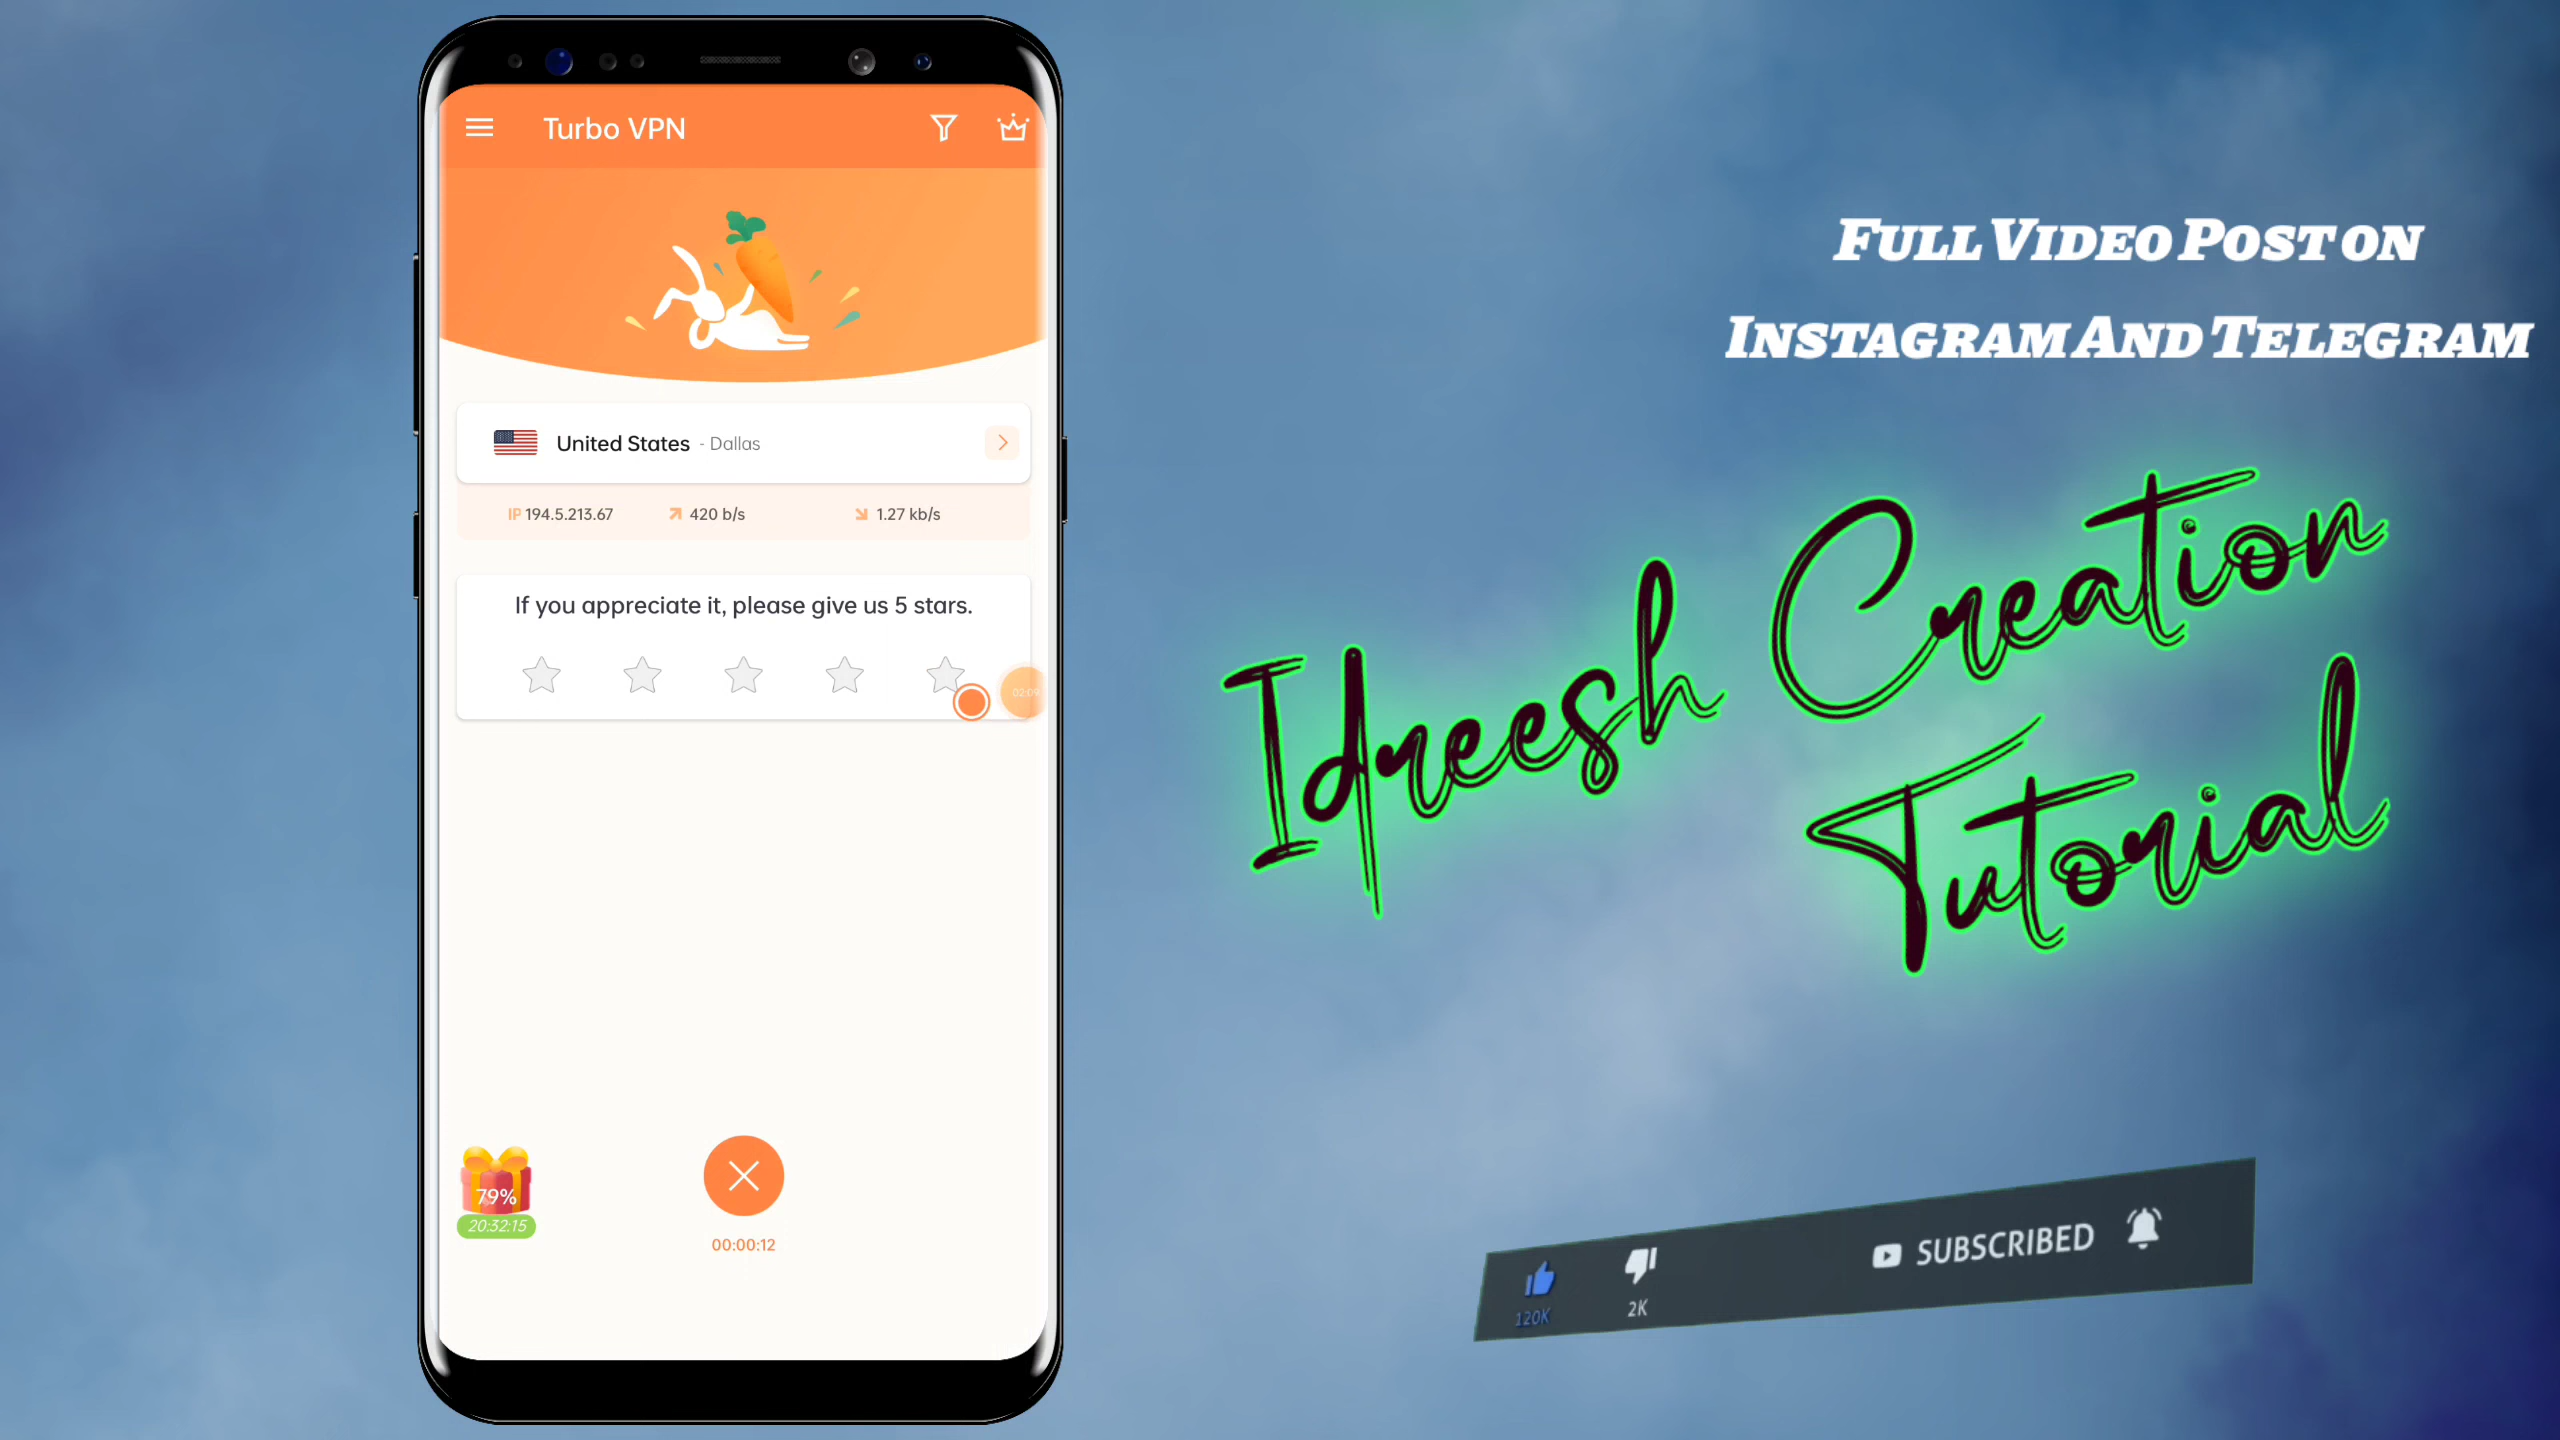 Turbo VPN
United States - Dallas
IP 194.5.213.67 420 b/s 1.27 kb/s
If you appreciate it, please give us 5 stars.
02:09
79%
20:32:15
00:00:12
Full Video Post on
Instagram And Telegram
Idreesh Creation
Tutorial
120K
2K
SUBSCRIBED